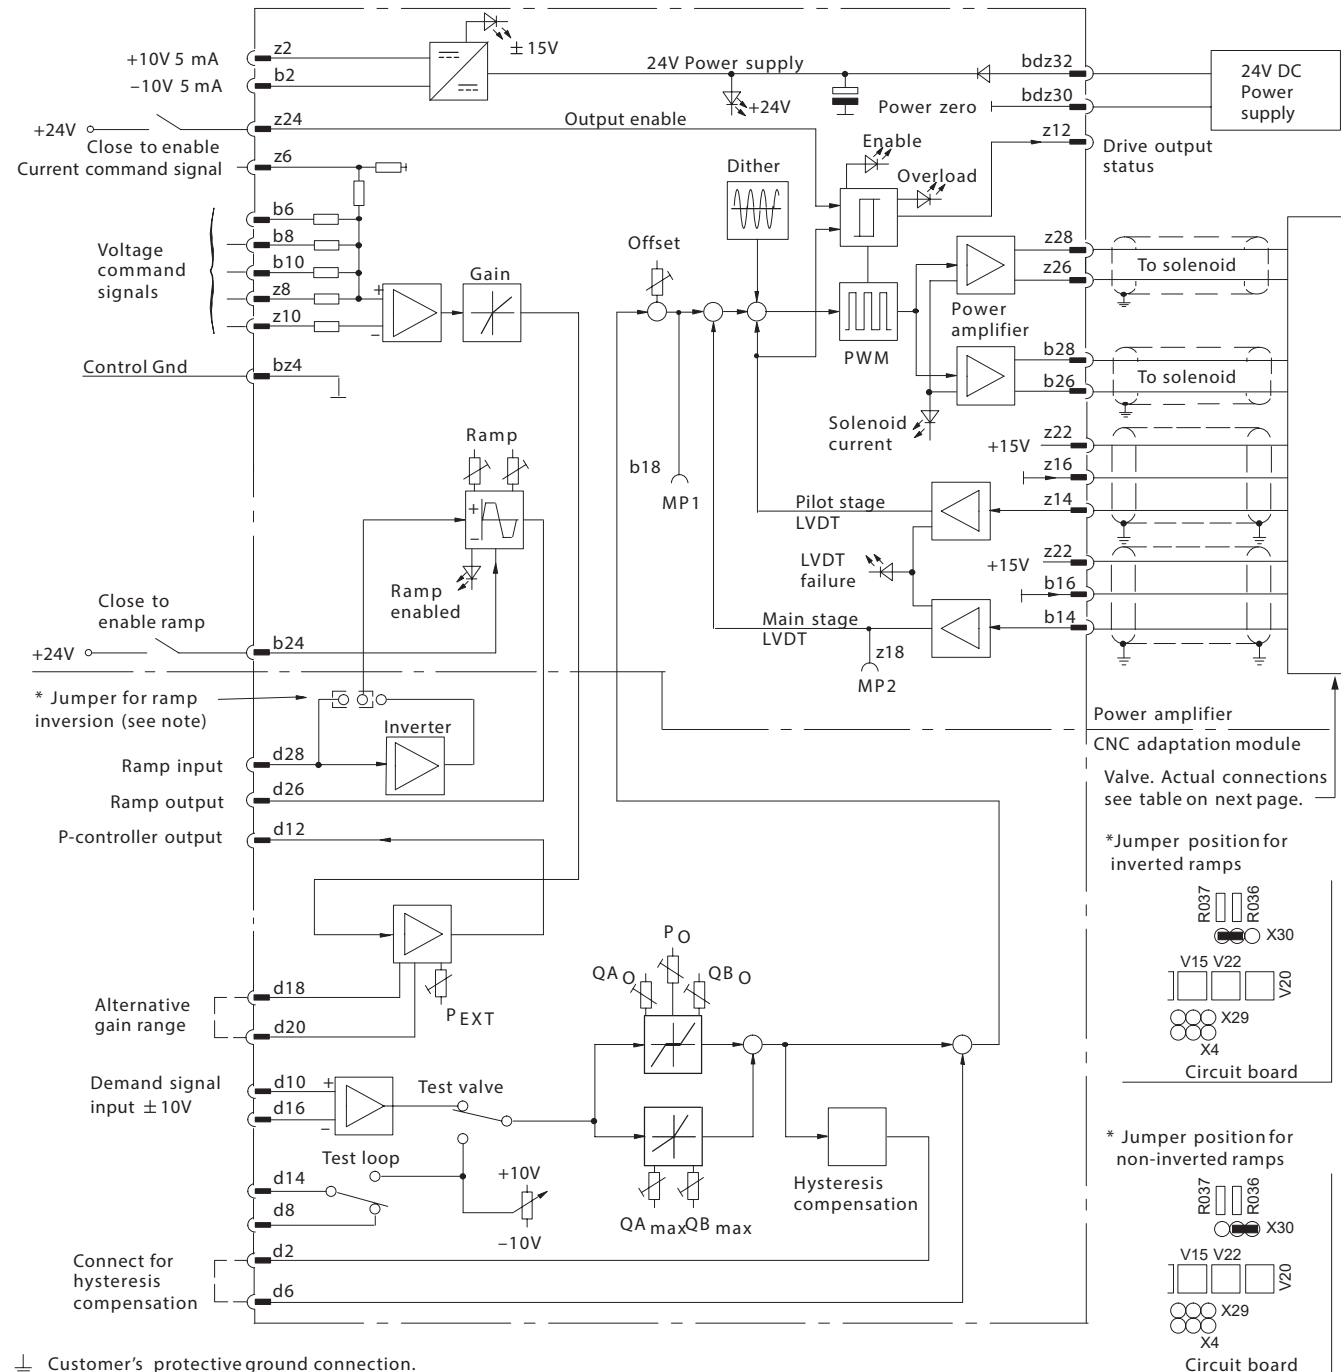 +10V 5 mA
z2
± 15V
–10V 5 mA
b2
24V Power supply
+24V
bdz32
24V DC
Power
supply
Power zero
bdz30
+24V
z24
Output enable
Close to enable
z12
Drive output
status
Current command signal
z6
Dither
Enable
Overload
b6
b8
b10
z8
z10
Voltage
command
signals
+
–
Gain
Offset
PWM
Power
amplifier
z28
z26
To solenoid
b28
b26
To solenoid
Control Gnd
bz4
Solenoid
current
+15V
z22
z16
z14
Ramp
b18
MP1
+
–
Pilot stage
LVDT
LVDT
failure
+15V
z22
b16
b14
Ramp
enabled
Close to
enable ramp
+24V
b24
Main stage
LVDT
z18
MP2
* Jumper for ramp
inversion (see note)
Inverter
Power amplifier
CNC adaptation module
Ramp input
d28
Ramp output
d26
Valve. Actual connections
see table on next page.
P-controller output
d12
*Jumper position for
inverted ramps
R037
R036
X30
V15 V22
V20
X29
X4
Circuit board
Alternative
gain range
d18
d20
PEXT
PO
QAO
QBO
Demand signal
input ±10V
d10
d16
+
–
Test valve
Test loop
d14
d8
+10V
–10V
QAmax
QBmax
Hysteresis
compensation
* Jumper position for
non-inverted ramps
R037
R036
X30
V15 V22
V20
X29
X4
Circuit board
Connect for
hysteresis
compensation
d2
d6
Customer's protective ground connection.